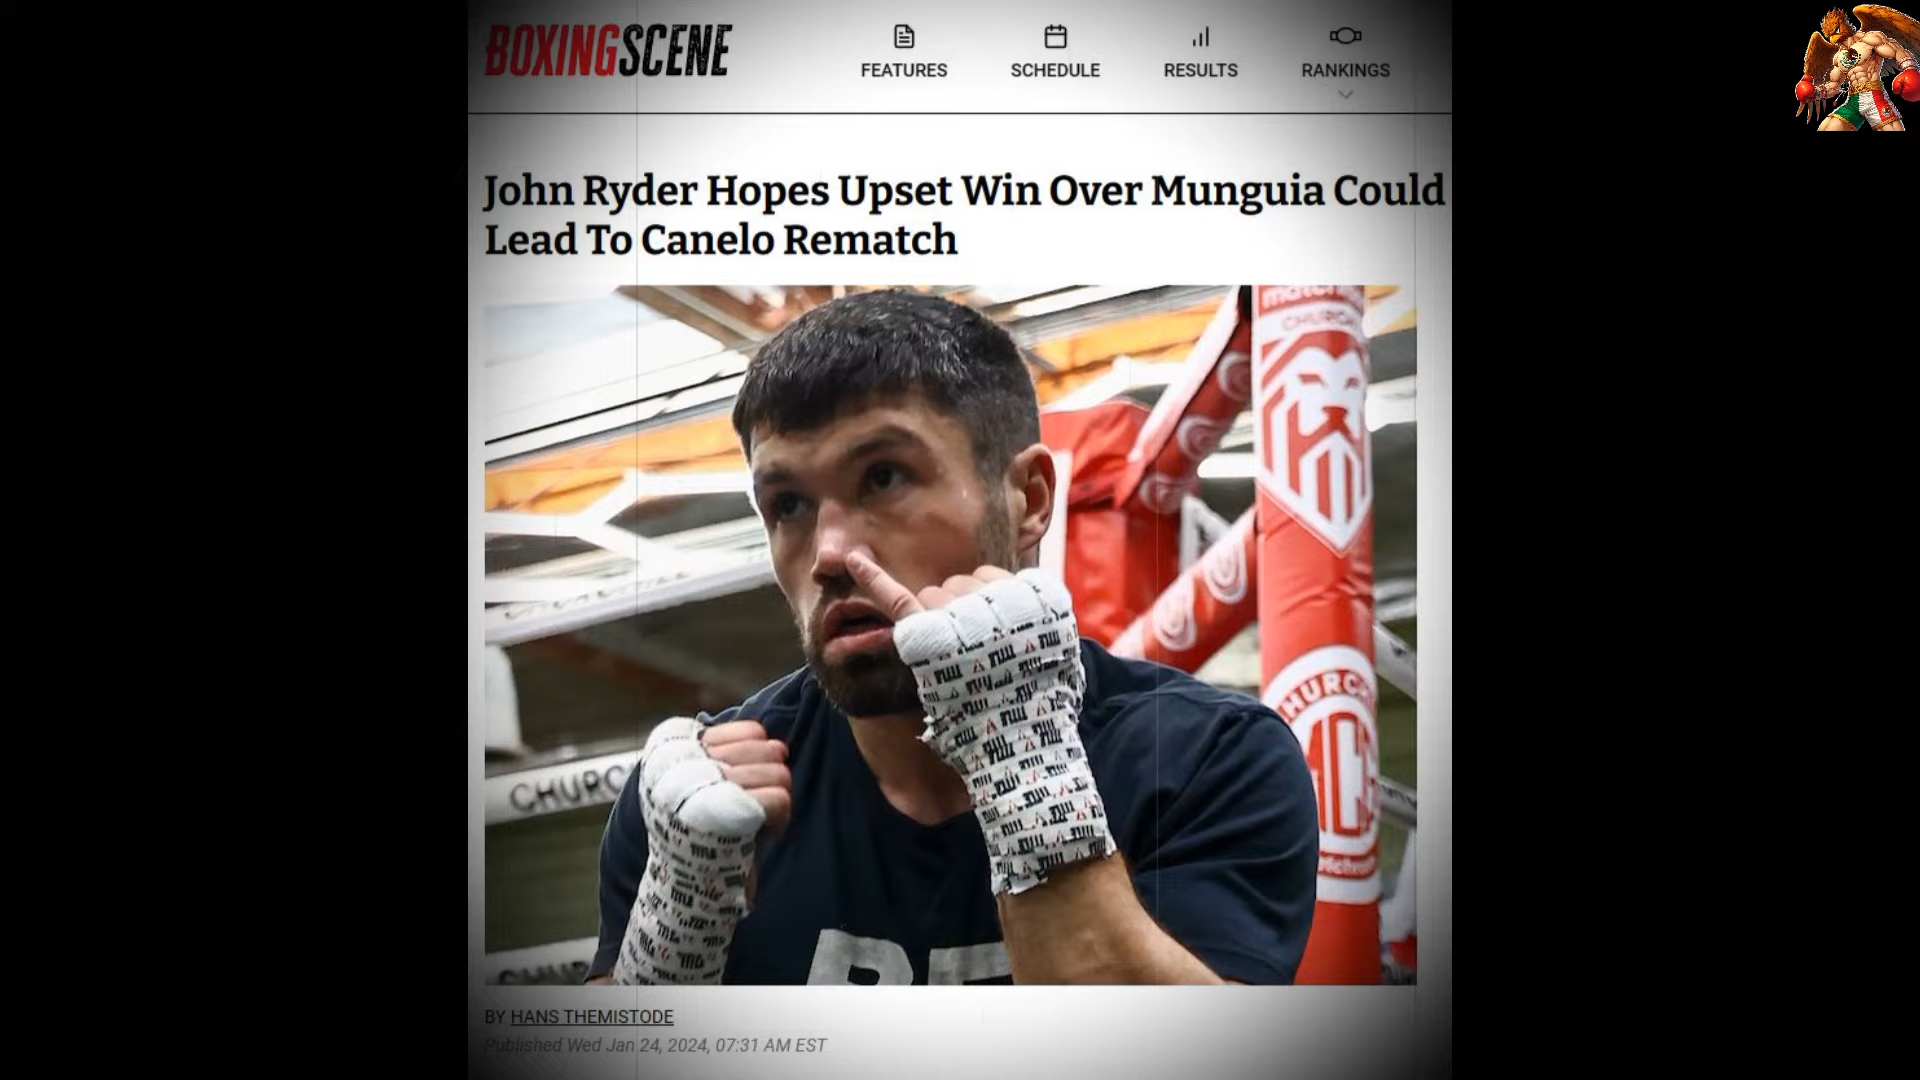 BOXINGSCENE
FEATURES
SCHEDULE
RESULTS
RANKINGS
John Ryder Hopes Upset Win Over Munguia Could
Lead To Canelo Rematch
CHURC
BY HANS THEMISTODE
Published Wed Jan 24, 2024, 07:31 AM EST